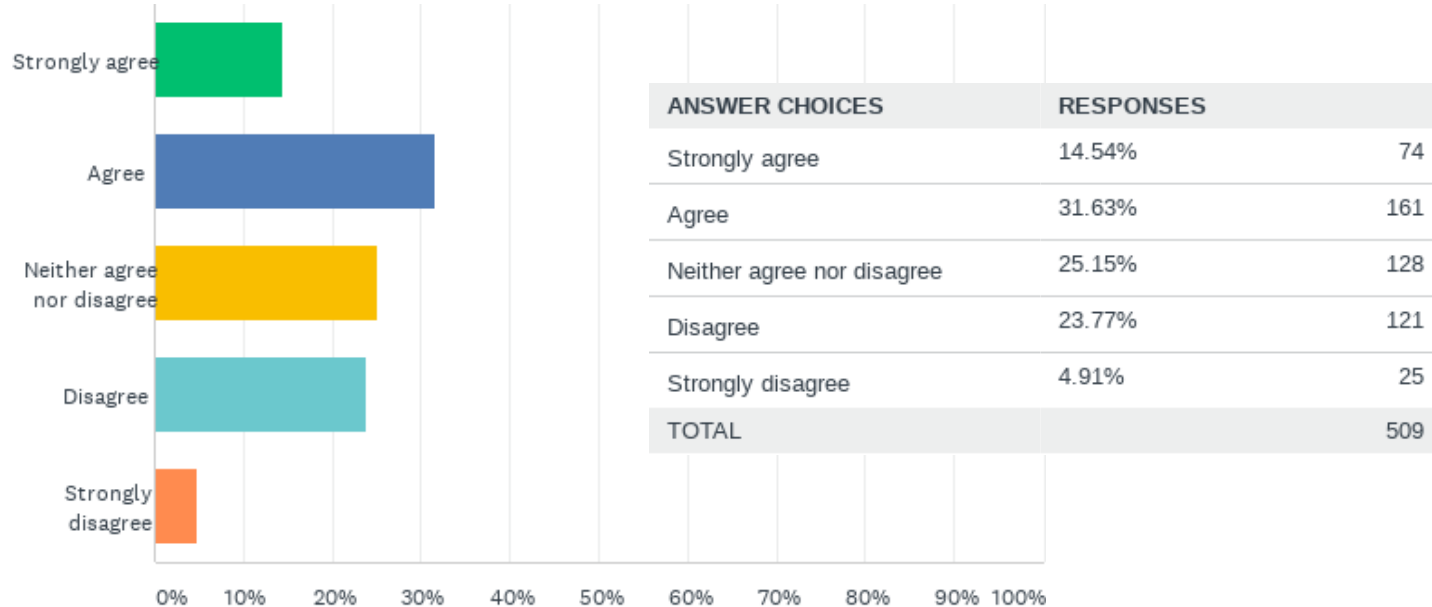 Strongly agree
Agree
Neither agree
nor disagree
Disagree
Strongly
disagree
0% 10% 20% 30% 40% 50% 60% 70% 80% 90% 100%
ANSWER CHOICES RESPONSES
Strongly agree 14.54% 74
Agree 31.63% 161
Neither agree nor disagree 25.15% 128
Disagree 23.77% 121
Strongly disagree 4.91% 25
TOTAL 509